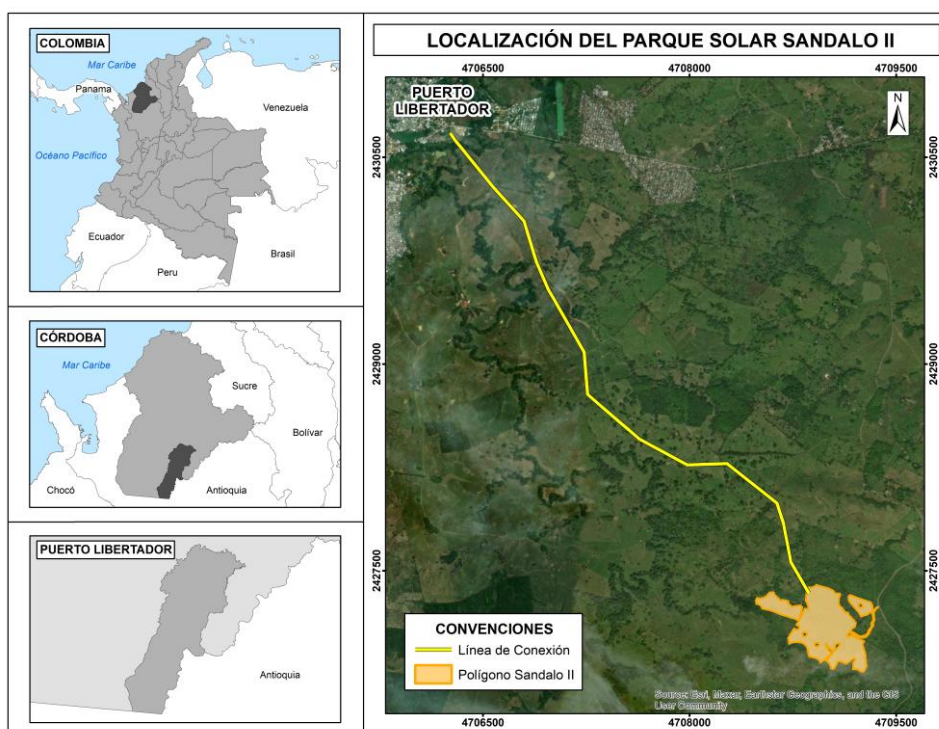 COLOMBIA
Mar Caribe
Panama
Venezuela
Océano Pacífico
Ecuador
Brasil
Peru
CÓRDOBA
Mar Caribe
Sucre
Bolívar
Chocó
Antioquia
PUERTO LIBERTADOR
Antioquia
LOCALIZACIÓN DEL PARQUE SOLAR SANDALO II
4706500
4708000
4709500
PUERTO
LIBERTADOR
N
2430500
2430500
2429000
2429000
2427500
2427500
CONVENCIONES
Línea de Conexión
Polígono Sandalo II
Source: Esri, Maxar, Earthstar Geographics, and the GIS
User Community
4706500
4708000
4709500